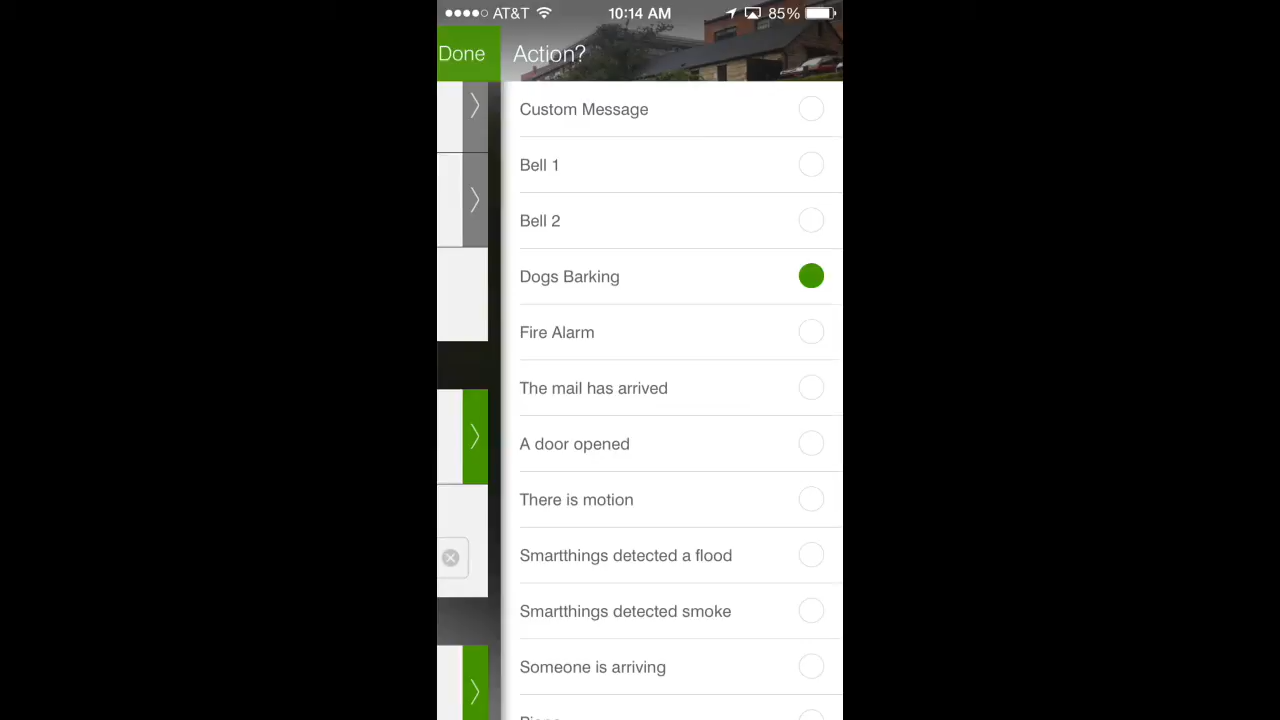 AT&T 10:14 AM 85%
Done Action?
Custom Message
Bell 1
Bell 2
Dogs Barking
Fire Alarm
The mail has arrived
A door opened
There is motion
Smartthings detected a flood
Smartthings detected smoke
Someone is arriving